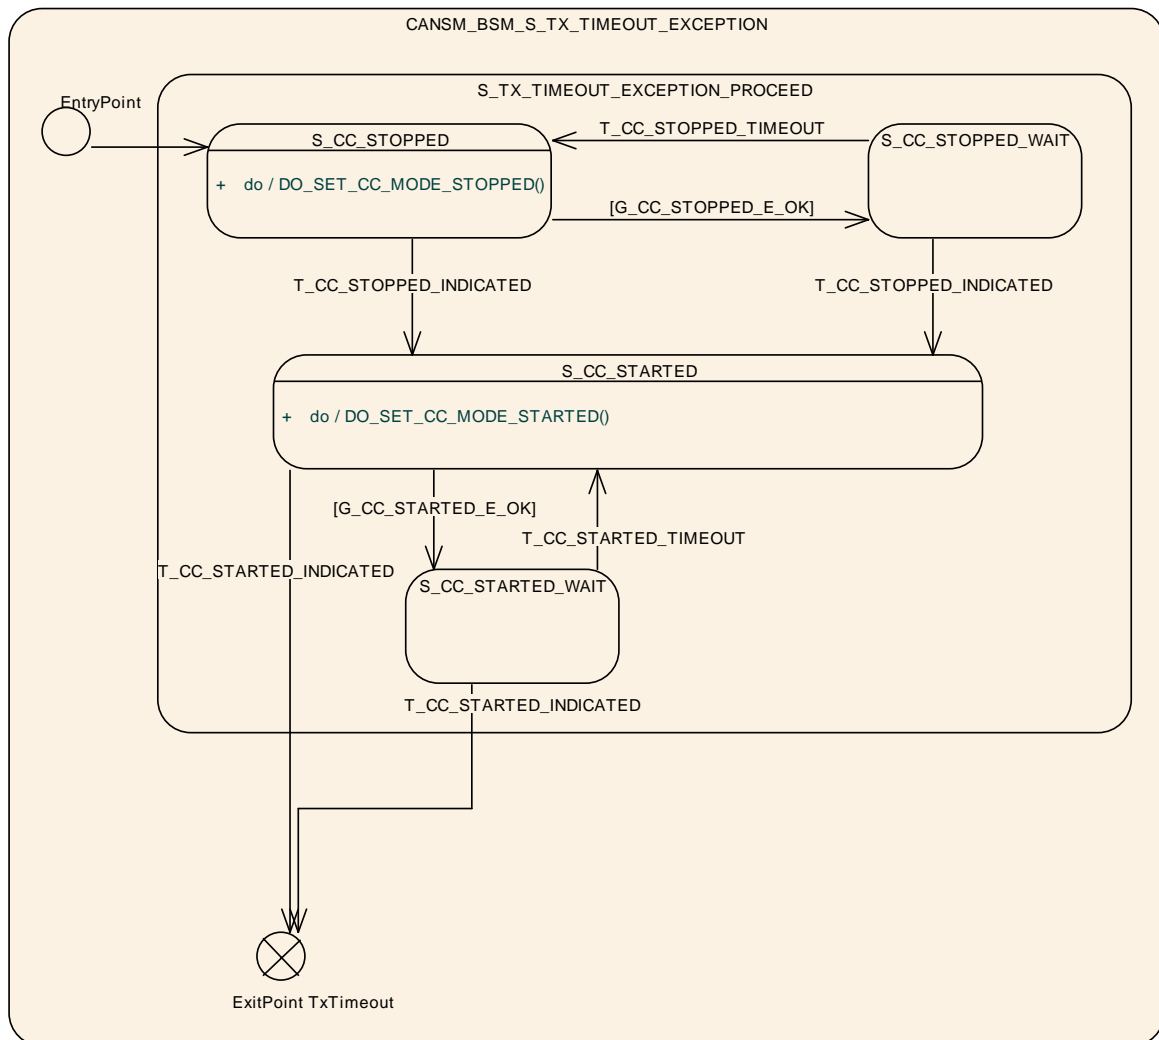 CANSM_BSM_S_TX_TIMEOUT_EXCEPTION
S_TX_TIMEOUT_EXCEPTION_PROCEED
EntryPoint
T_CC_STOPPED_TIMEOUT
S_CC_STOPPED
S_CC_STOPPED_WAIT
+ do / DO_SET_CC_MODE_STOPPED()
[G_CC_STOPPED_E_OK]
T_CC_STOPPED_INDICATED
T_CC_STOPPED_INDICATED
S_CC_STARTED
+ do / DO_SET_CC_MODE_STARTED()
[G_CC_STARTED_E_OK]
T_CC_STARTED_TIMEOUT
T_CC_STARTED_INDICATED
S_CC_STARTED_WAIT
T_CC_STARTED_INDICATED
ExitPoint TxTimeout